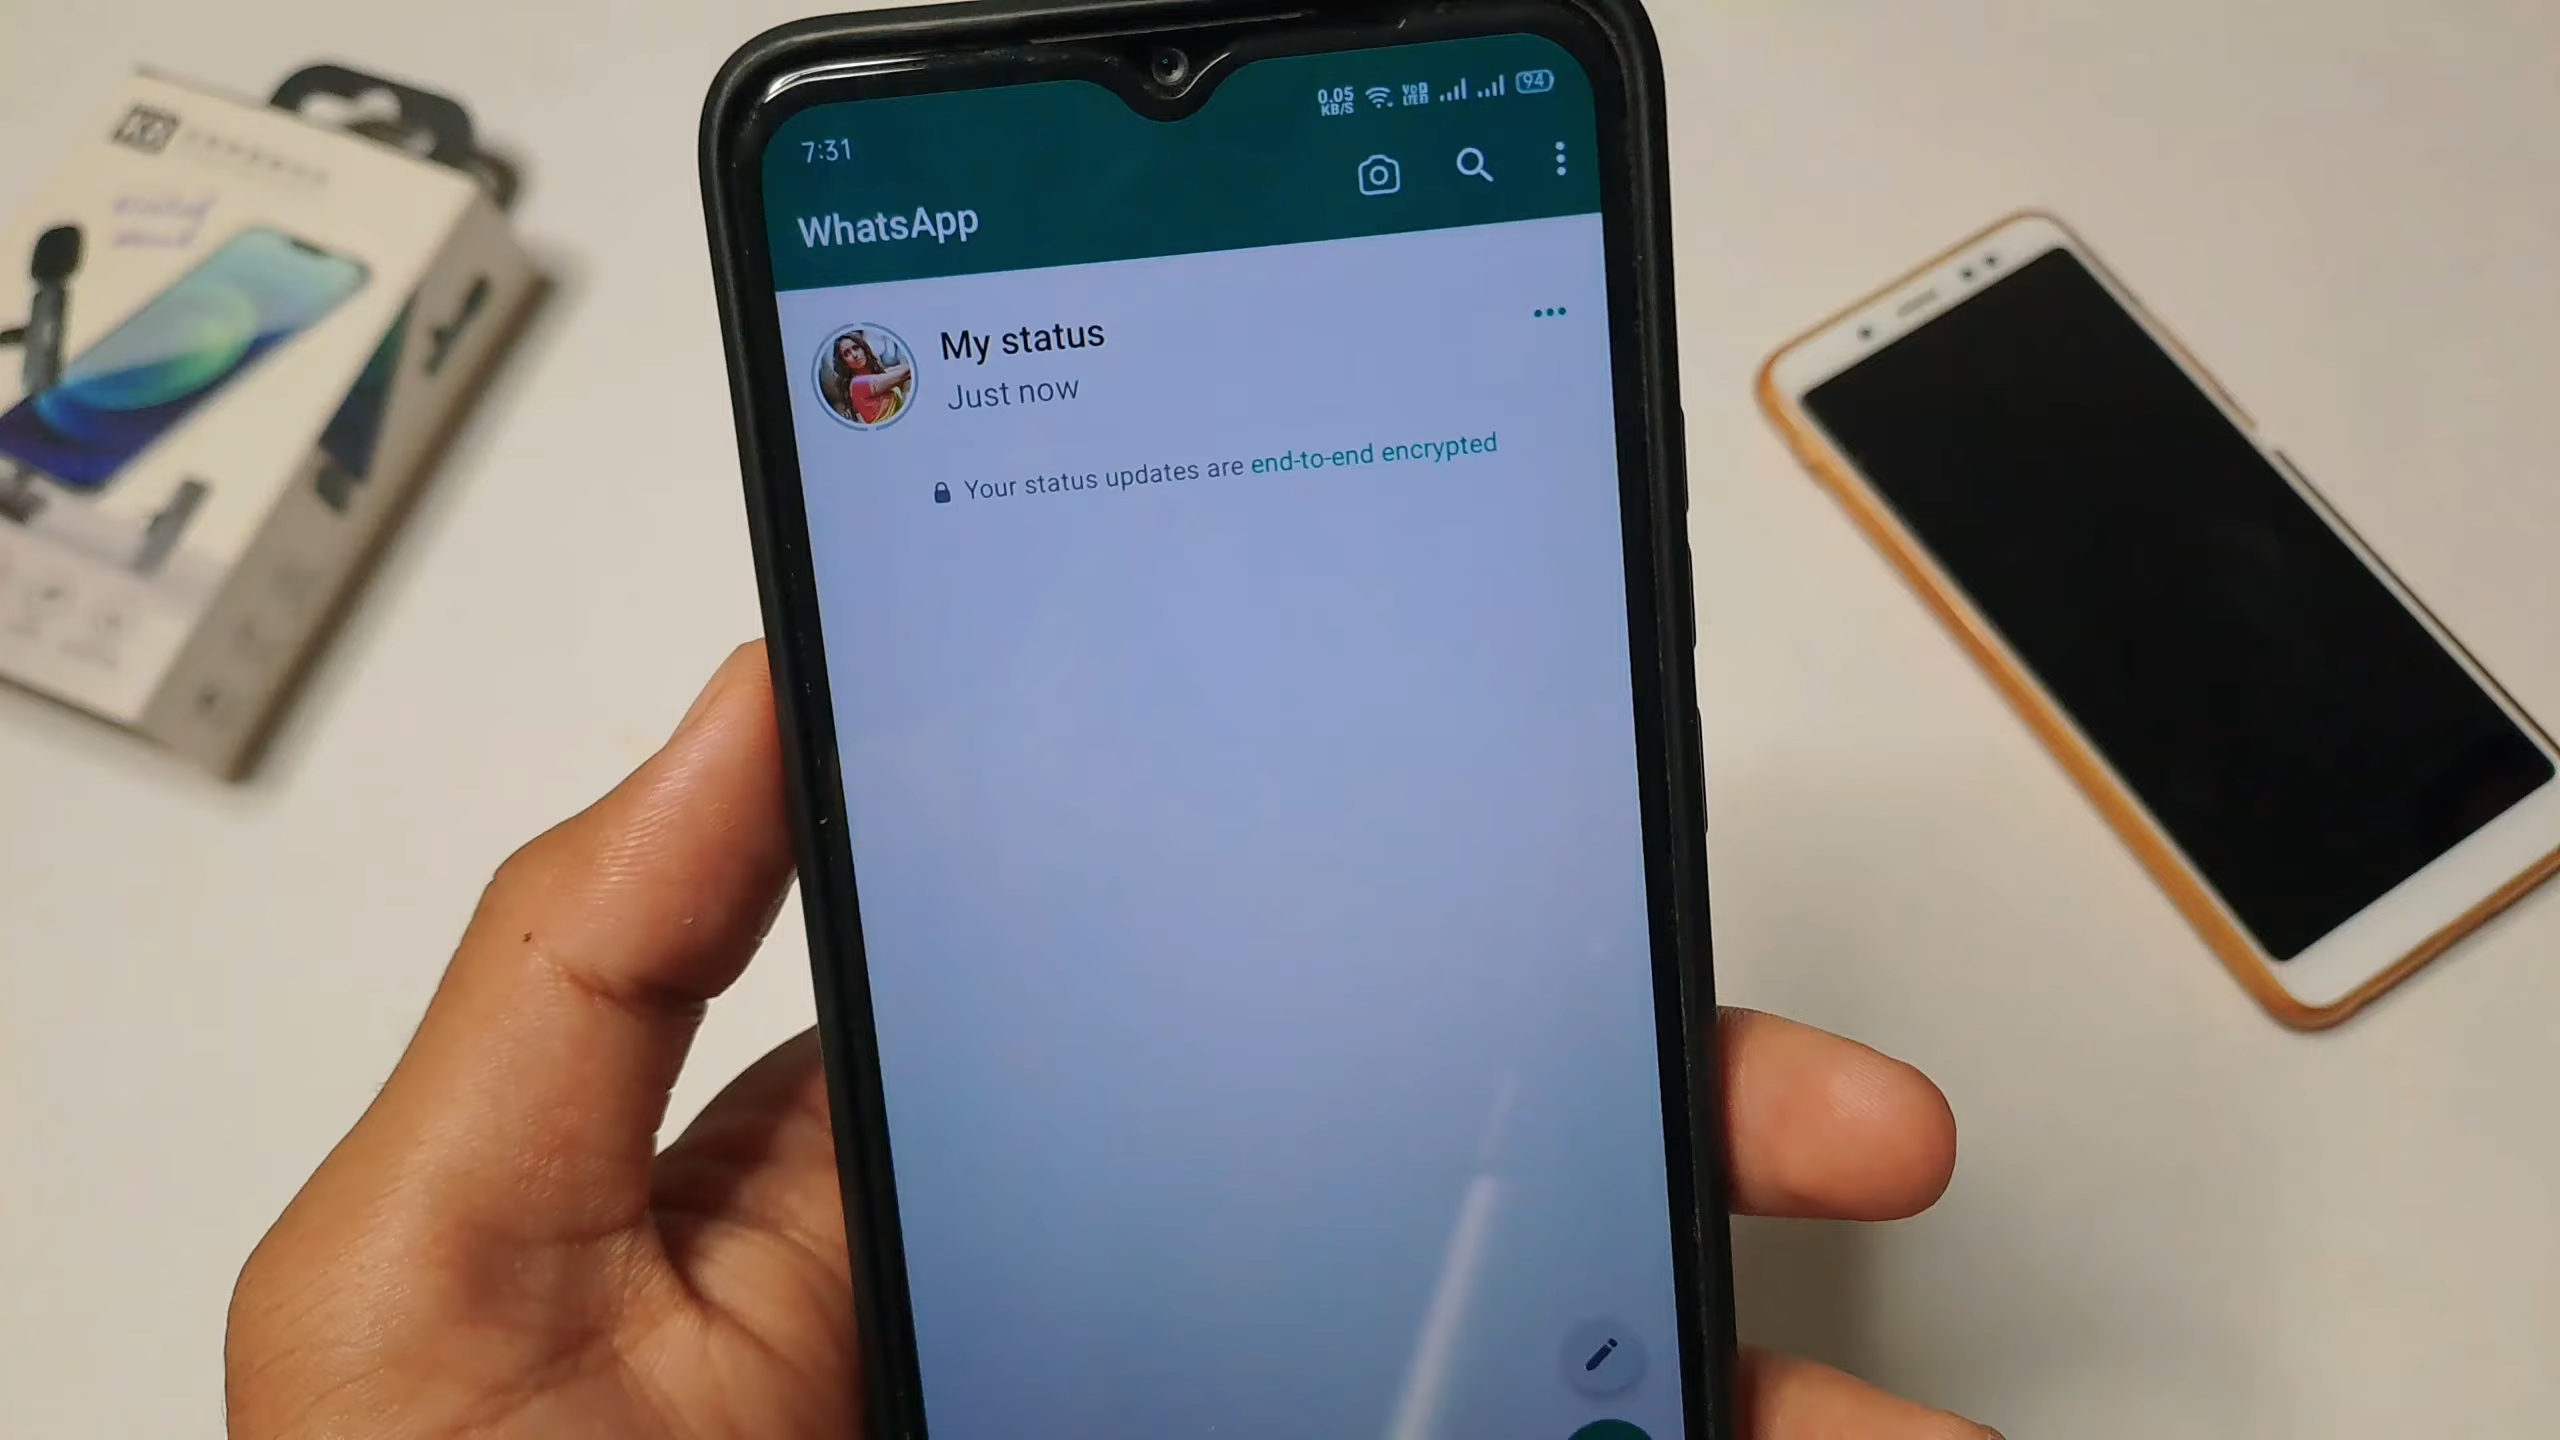 7:31
0.05
KB/S
94
WhatsApp
My status
Just now
Your status updates are end-to-end encrypted